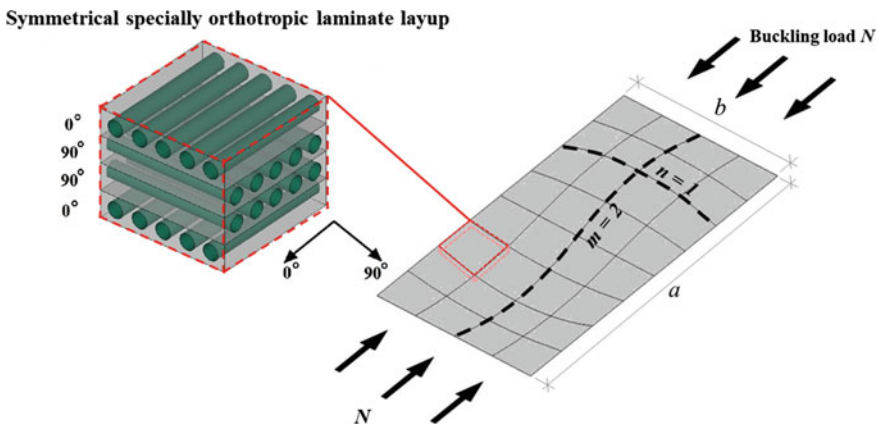 Symmetrical specially orthotropic laminate layup
Buckling load N
b
0°
90°
90°
0°
n = 1
m = 2
0°
90°
a
N